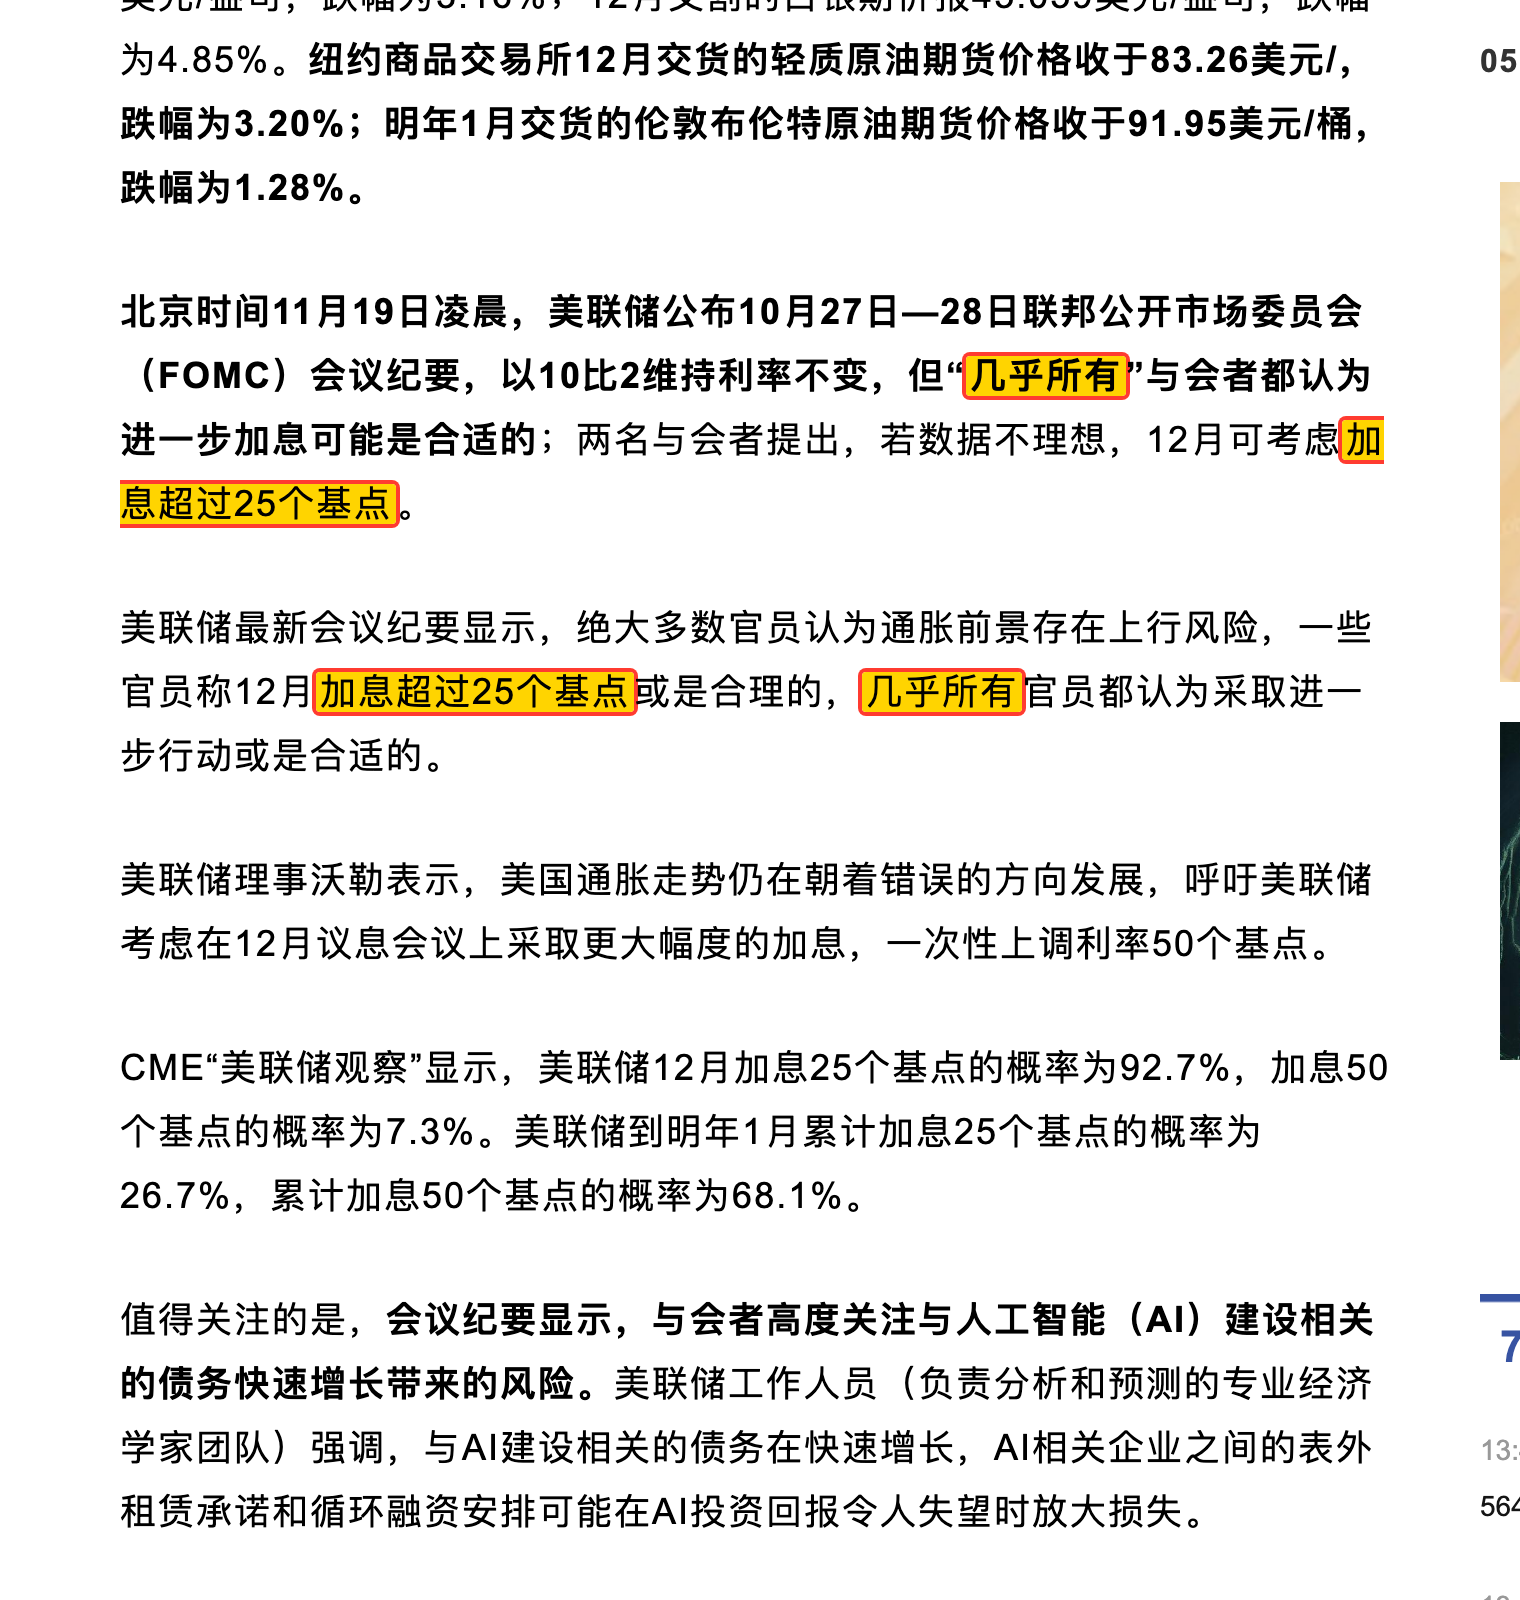 为4.85%。纽约商品交易所12月交货的轻质原油期货价格收于83.26美元/，
跌幅为3.20%；明年1月交货的伦敦布伦特原油期货价格收于91.95美元/桶，
跌幅为1.28%。
北京时间11月19日凌晨，美联储公布10月27日—28日联邦公开市场委员会
（FOMC）会议纪要，以10比2维持利率不变，但“几乎所有”与会者都认为
进一步加息可能是合适的；两名与会者提出，若数据不理想，12月可考虑加
息超过25个基点。
美联储最新会议纪要显示，绝大多数官员认为通胀前景存在上行风险，一些
官员称12月加息超过25个基点或是合理的，几乎所有官员都认为采取进一
步行动或是合适的。
美联储理事沃勒表示，美国通胀走势仍在朝着错误的方向发展，呼吁美联储
考虑在12月议息会议上采取更大幅度的加息，一次性上调利率50个基点。
CME“美联储观察”显示，美联储12月加息25个基点的概率为92.7%，加息50
个基点的概率为7.3%。美联储到明年1月累计加息25个基点的概率为
26.7%，累计加息50个基点的概率为68.1%。
值得关注的是，会议纪要显示，与会者高度关注与人工智能（AI）建设相关
的债务快速增长带来的风险。美联储工作人员（负责分析和预测的专业经济
学家团队）强调，与AI建设相关的债务在快速增长，AI相关企业之间的表外
租赁承诺和循环融资安排可能在AI投资回报令人失望时放大损失。
05
7
13:
564